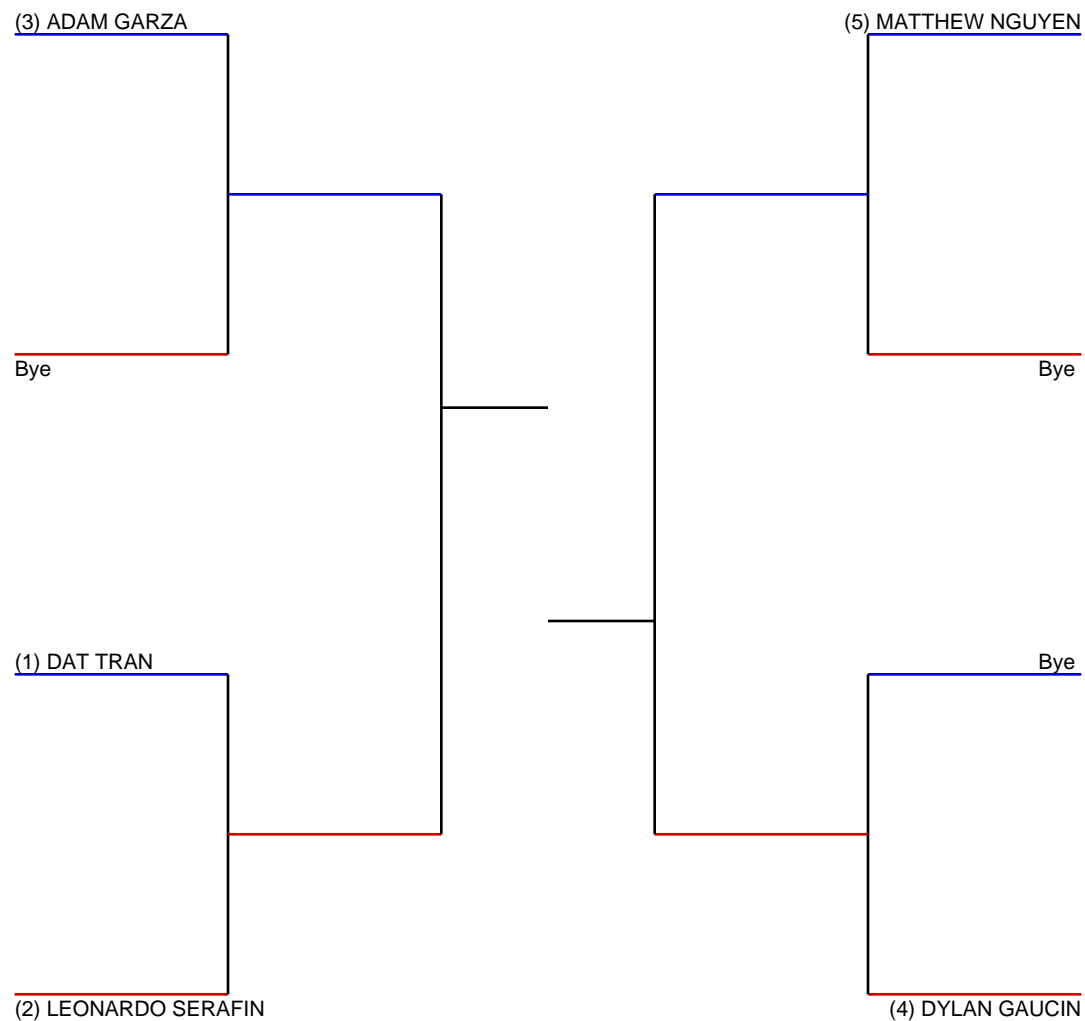 (3) ADAM GARZA
(5) MATTHEW NGUYEN
Bye
Bye
(1) DAT TRAN
Bye
(2) LEONARDO SERAFIN
(4) DYLAN GAUCIN